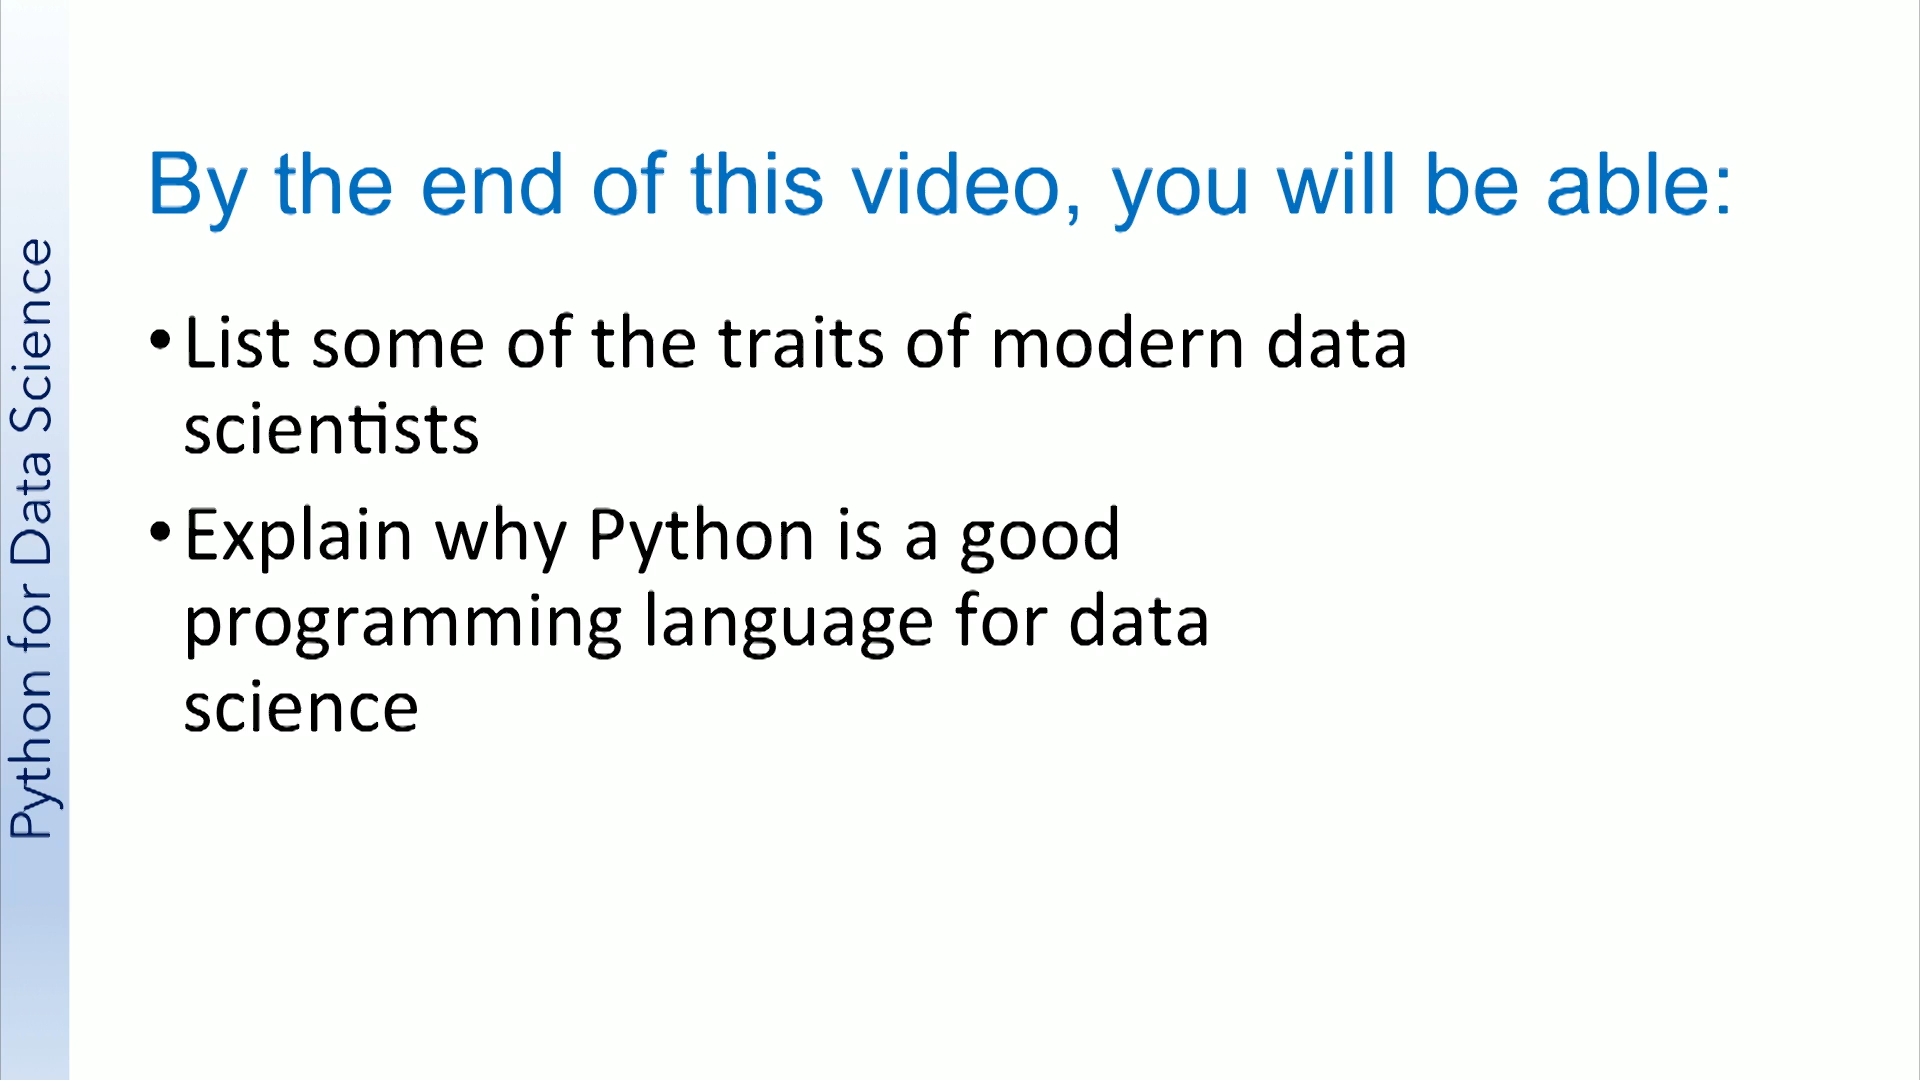 By the end of this video, you will be able:
• List some of the traits of modern data
scientists
• Explain why Python is a good
programming language for data
science
Python for Data Science